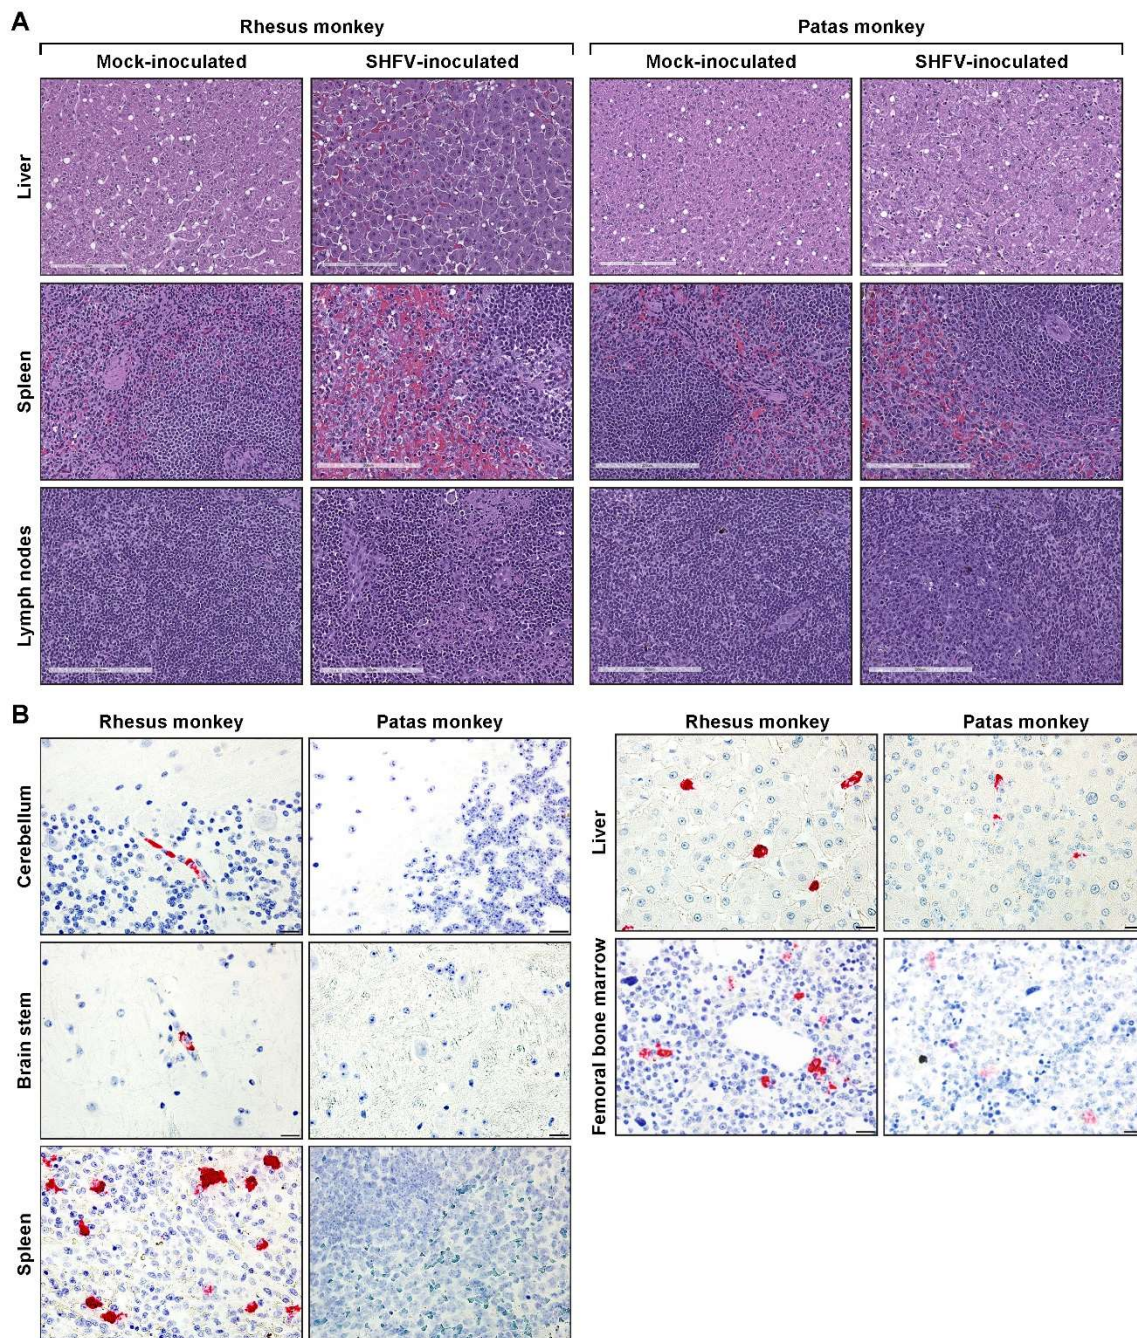 A
Rhesus monkey
Patas monkey
Mock-inoculated
SHFV-inoculated
Mock-inoculated
SHFV-inoculated
Liver
Spleen
Lymph nodes
B
Rhesus monkey
Patas monkey
Cerebellum
Brain stem
Spleen
Rhesus monkey
Patas monkey
Liver
Femoral bone marrow